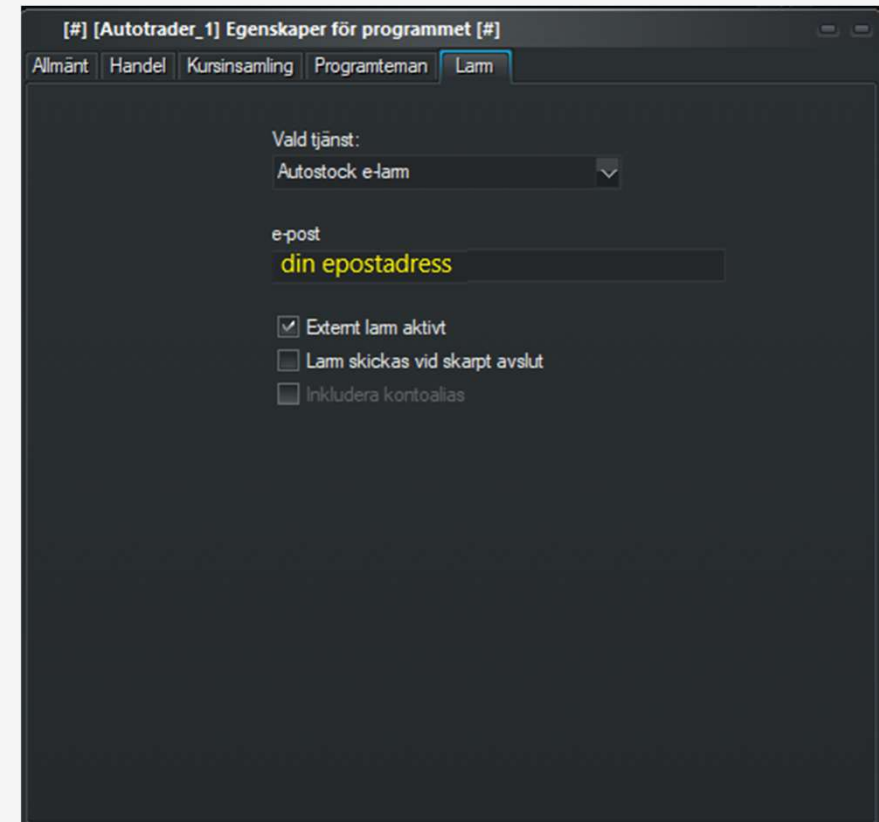 [#] [Autotrader_1] Egenskaper för programmet [#]
Allmänt Handel Kursinsamling Programteman Larm
Vald tjänst:
Autostock e-larm
e-post
din epostadress
Externt larm aktivt
Larm skickas vid skarpt avslut
Inkludera kontoalias